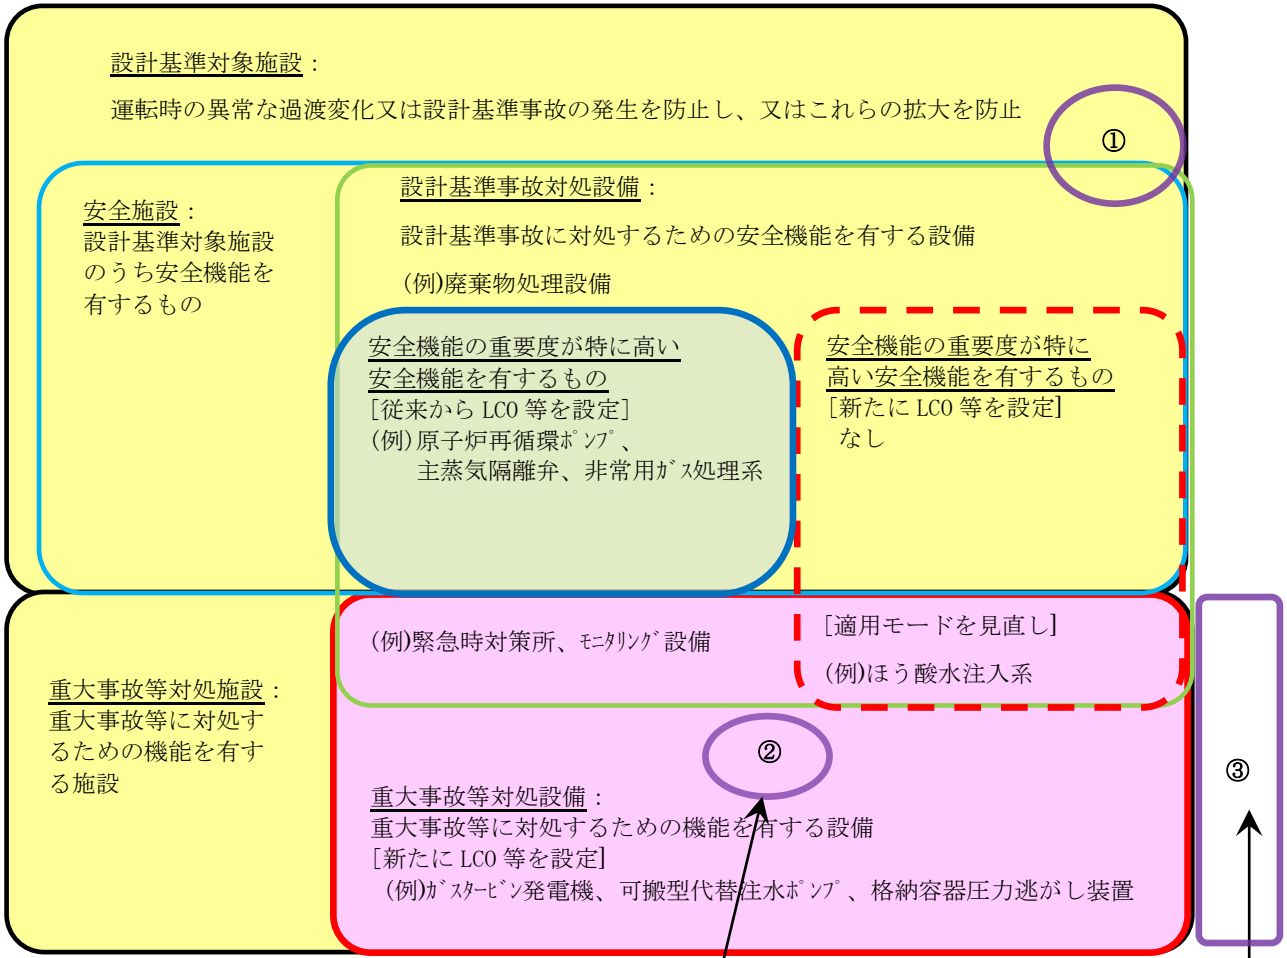 設計基準対象施設：
運転時の異常な過渡変化又は設計基準事故の発生を防止し、又はこれらの拡大を防止
①
安全施設：
設計基準対象施設
のうち安全機能を
有するもの
設計基準事故対処設備：
設計基準事故に対処するための安全機能を有する設備
(例)廃棄物処理設備
安全機能の重要度が特に高い
安全機能を有するもの
[従来から LCO 等を設定]
(例)原子炉再循環ﾎﾟﾝﾌﾟ、
主蒸気隔離弁、非常用ｶﾞｽ処理系
安全機能の重要度が特に
高い安全機能を有するもの
[新たに LCO 等を設定]
なし
(例)緊急時対策所、ﾓﾆﾀﾘﾝｸﾞ設備
[適用モードを見直し]
(例)ほう酸水注入系
重大事故等対処施設：
重大事故等に対処す
るための機能を有す
る施設
②
③
重大事故等対処設備：
重大事故等に対処するための機能を有する設備
[新たに LCO 等を設定]
(例)ｶﾞｽﾀｰﾋﾞﾝ発電機、可搬型代替注水ﾎﾟﾝﾌﾟ、格納容器圧力逃がし装置